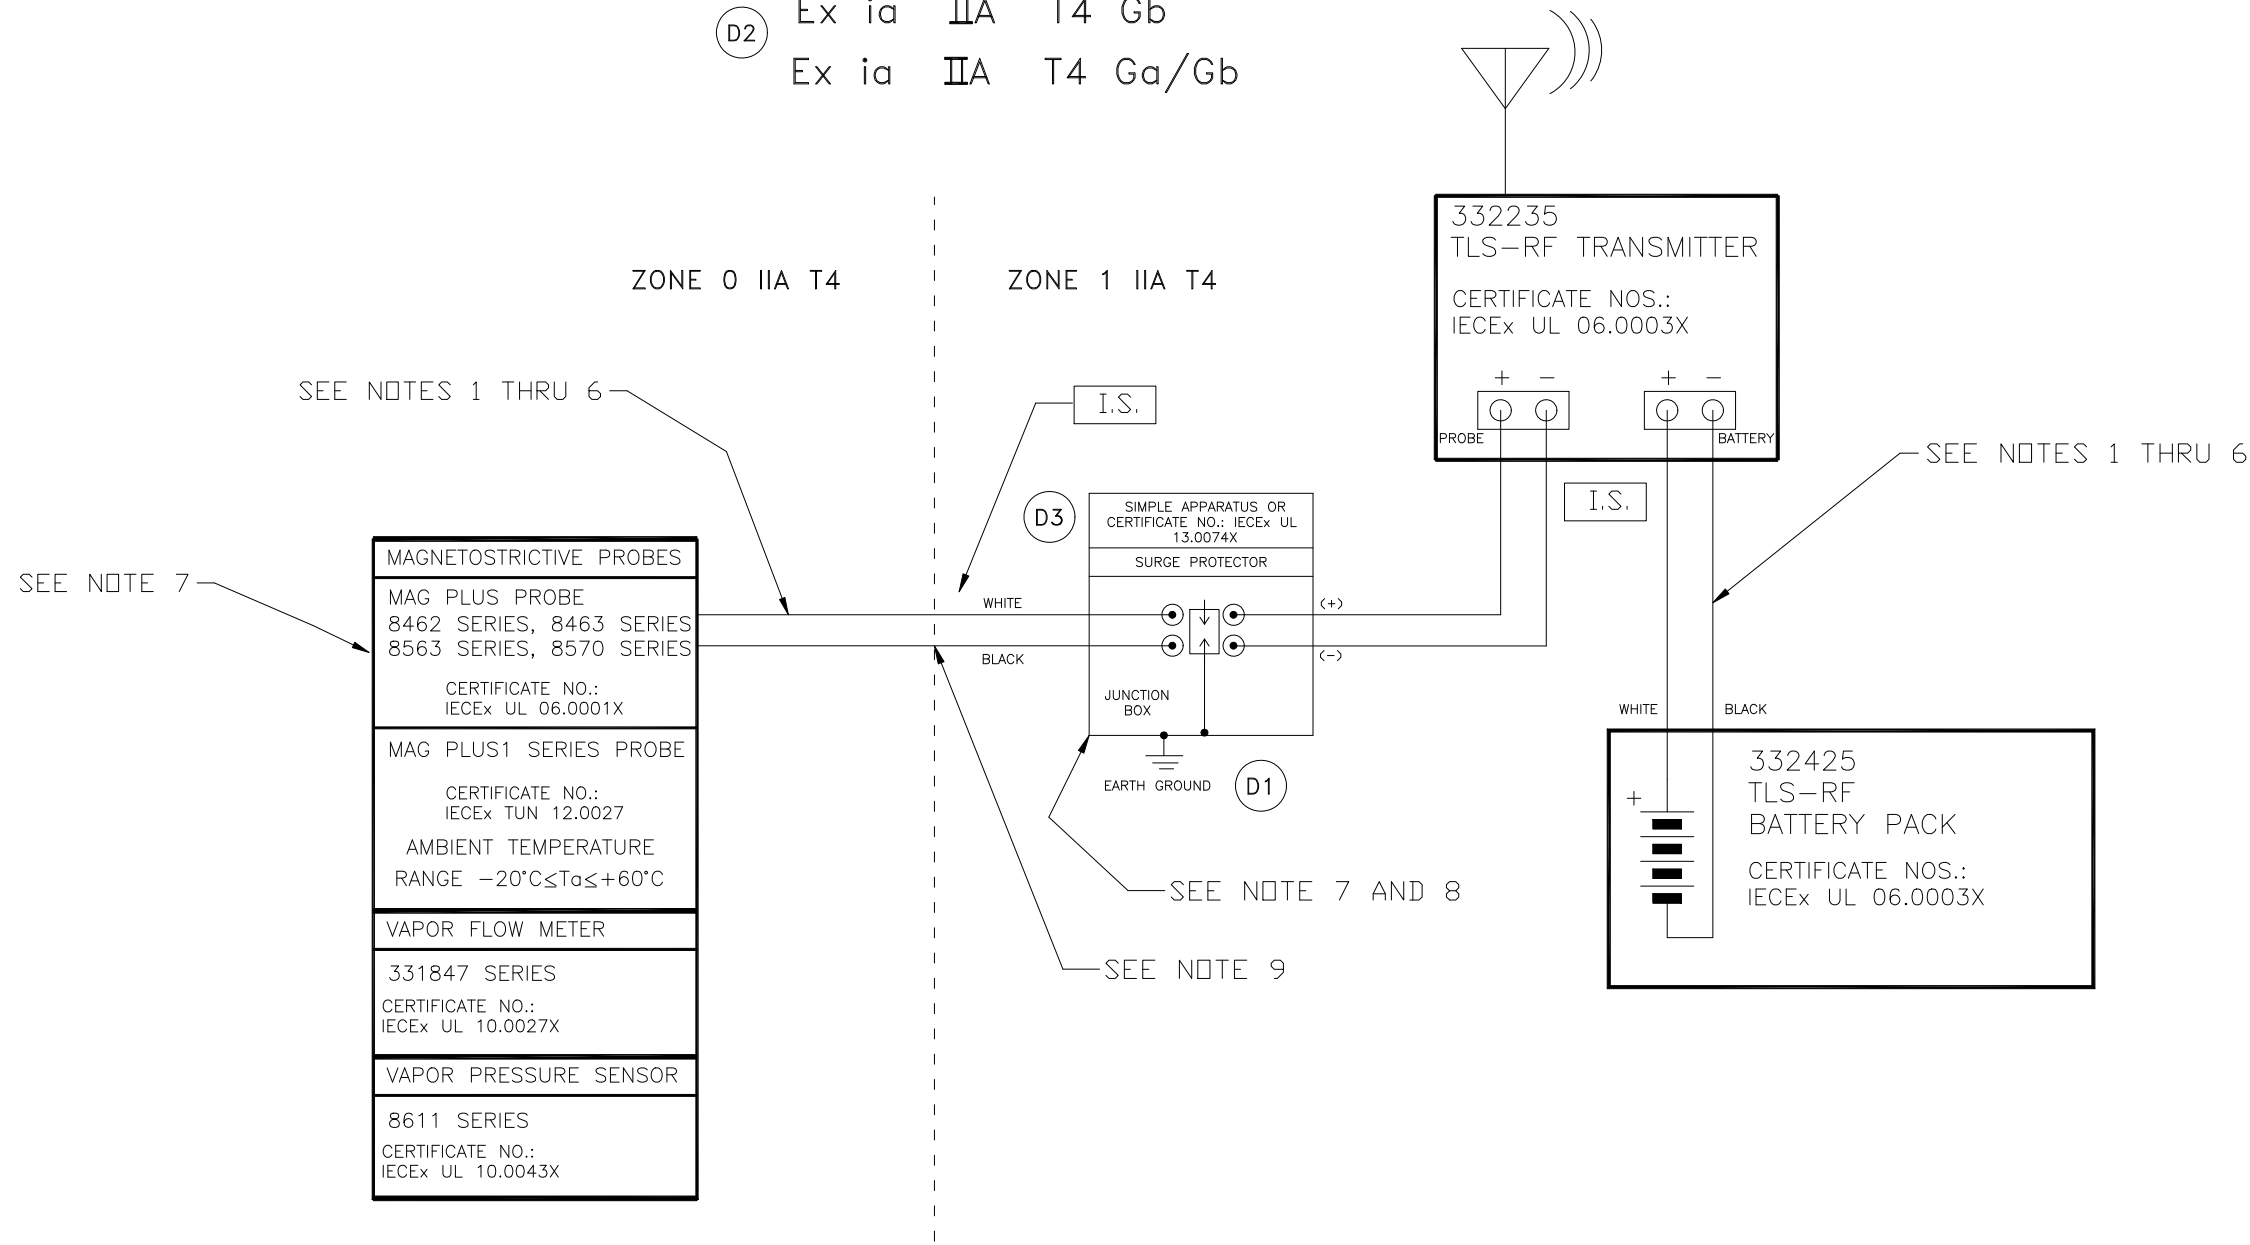 D2
Ex ia IIA T4 Gb
Ex ia IIA T4 Ga/Gb
ZONE 0 IIA T4
ZONE 1 IIA T4
332235
TLS-RF TRANSMITTER
CERTIFICATE NOS.:
IECEx UL 06.0003X
+ -
+ -
PROBE
BATTERY
SEE NOTES 1 THRU 6
I.S.
SEE NOTES 1 THRU 6
I.S.
D3
SIMPLE APPARATUS OR
CERTIFICATE NO.: IECEx UL
13.0074X
SURGE PROTECTOR
WHITE
BLACK
(+)
(-)
JUNCTION
BOX
EARTH GROUND
D1
SEE NOTE 7 AND 8
SEE NOTE 9
SEE NOTE 7
MAGNETOSTRICTIVE PROBES
MAG PLUS PROBE
8462 SERIES, 8463 SERIES
8563 SERIES, 8570 SERIES
CERTIFICATE NO.:
IECEx UL 06.0001X
MAG PLUS1 SERIES PROBE
CERTIFICATE NO.:
IECEx TUN 12.0027
AMBIENT TEMPERATURE
RANGE -20°C≤Ta≤+60°C
VAPOR FLOW METER
331847 SERIES
CERTIFICATE NO.:
IECEx UL 10.0027X
VAPOR PRESSURE SENSOR
8611 SERIES
CERTIFICATE NO.:
IECEx UL 10.0043X
WHITE
BLACK
+
332425
TLS-RF
BATTERY PACK
CERTIFICATE NOS.:
IECEx UL 06.0003X